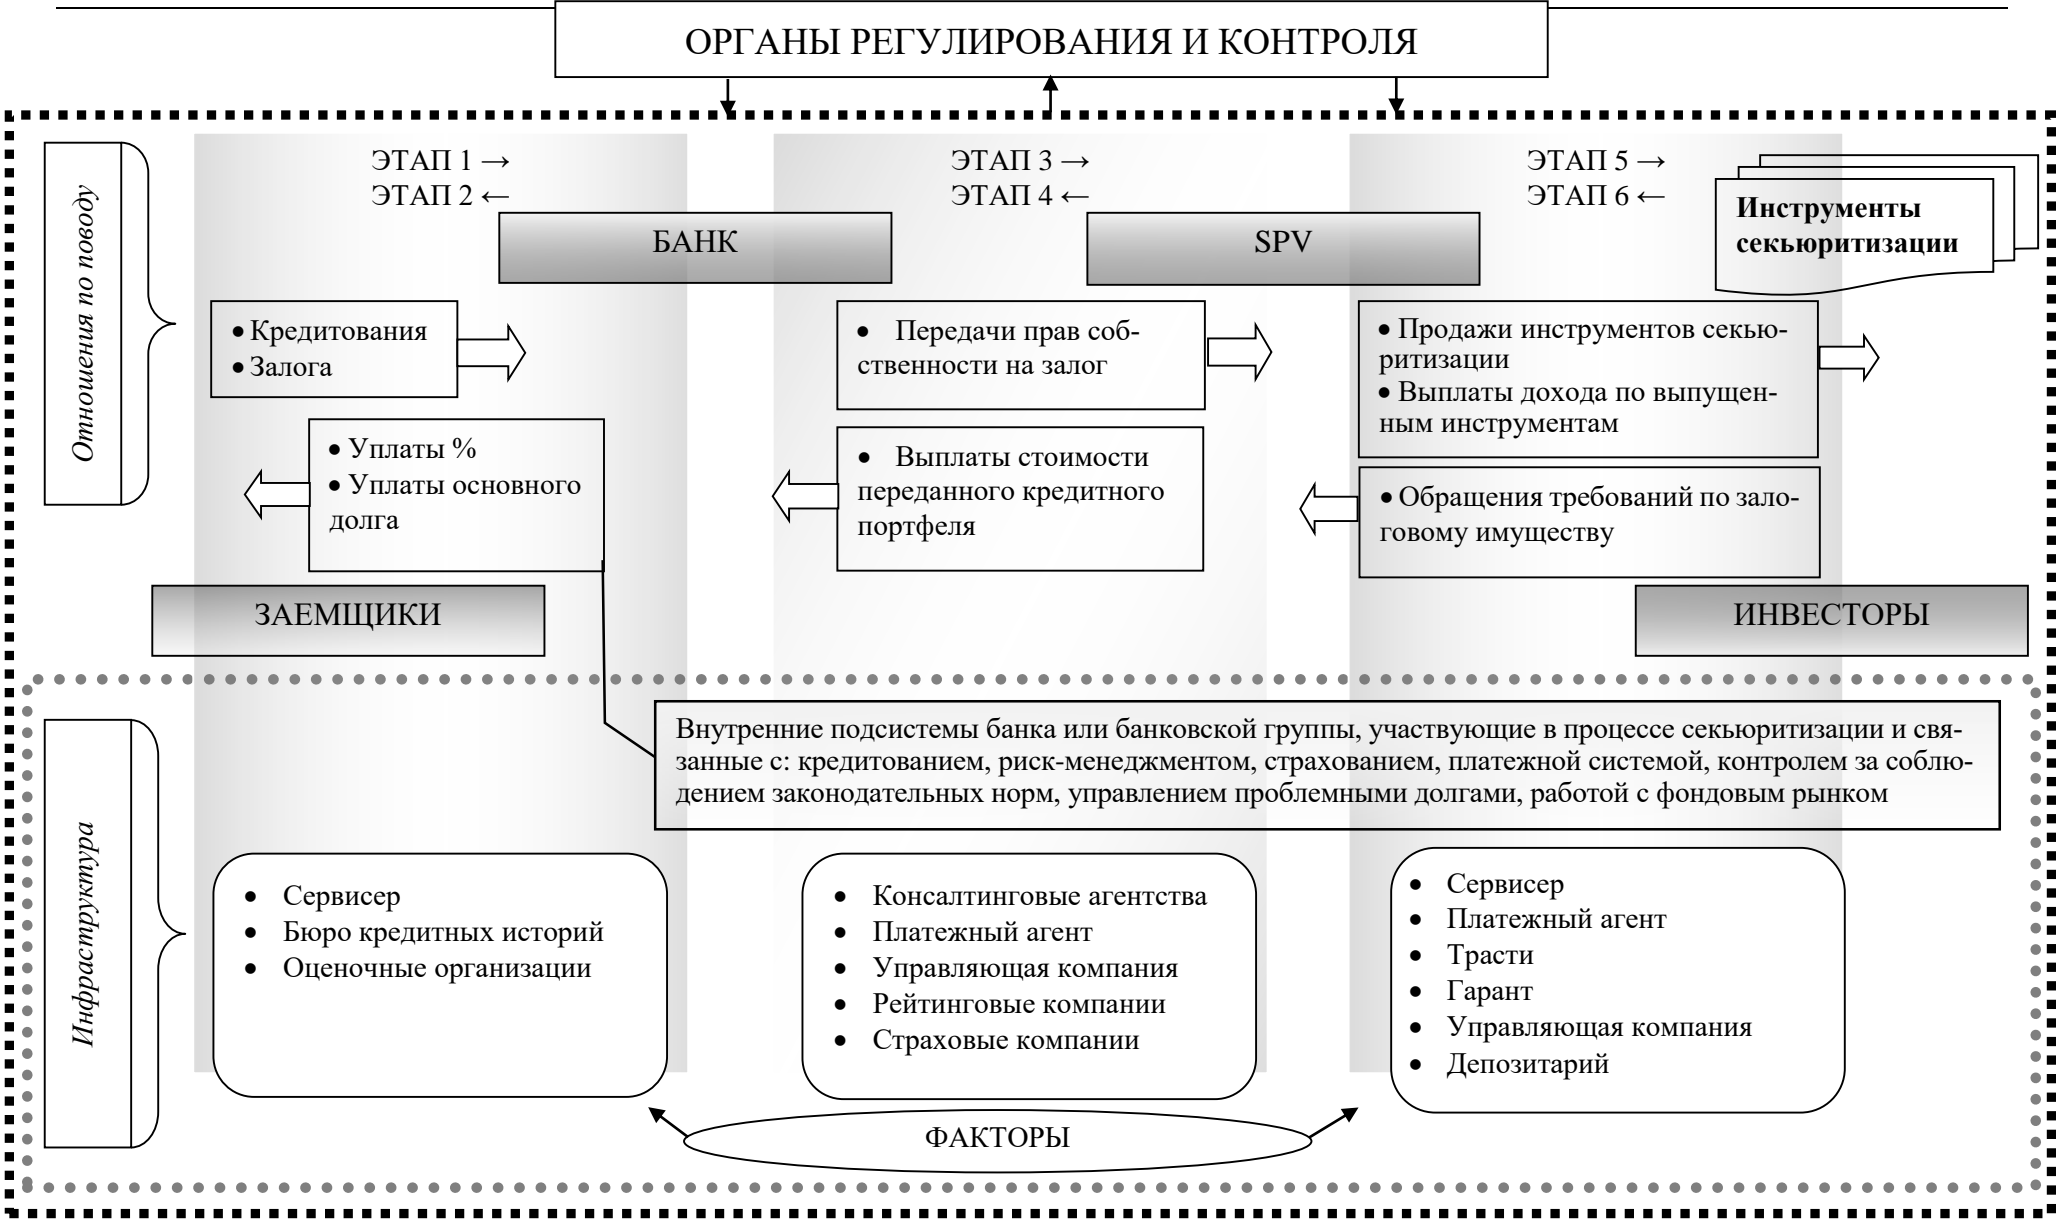 ОРГАНЫ РЕГУЛИРОВАНИЯ И КОНТРОЛЯ
Отношения по поводу
ЭТАП 1 →
ЭТАП 2 ←
ЭТАП 3 →
ЭТАП 4 ←
ЭТАП 5 →
ЭТАП 6 ←
Инструменты
секьюритизации
БАНК
SPV
• Кредитования
• Залога
• Передачи прав соб-
ственности на залог
• Продажи инструментов секью-
ритизации
• Выплаты дохода по выпущен-
ным инструментам
• Уплаты %
• Уплаты основного
долга
• Выплаты стоимости
переданного кредитного
портфеля
• Обращения требований по зало-
говому имуществу
ЗАЕМЩИКИ
ИНВЕСТОРЫ
Инфраструктура
Внутренние подсистемы банка или банковской группы, участвующие в процессе секьюритизации и свя-
занные с: кредитованием, риск-менеджментом, страхованием, платежной системой, контролем за соблю-
дением законодательных норм, управлением проблемными долгами, работой с фондовым рынком
• Сервисер
• Бюро кредитных историй
• Оценочные организации
• Консалтинговые агентства
• Платежный агент
• Управляющая компания
• Рейтинговые компании
• Страховые компании
• Сервисер
• Платежный агент
• Трасти
• Гарант
• Управляющая компания
• Депозитарий
ФАКТОРЫ